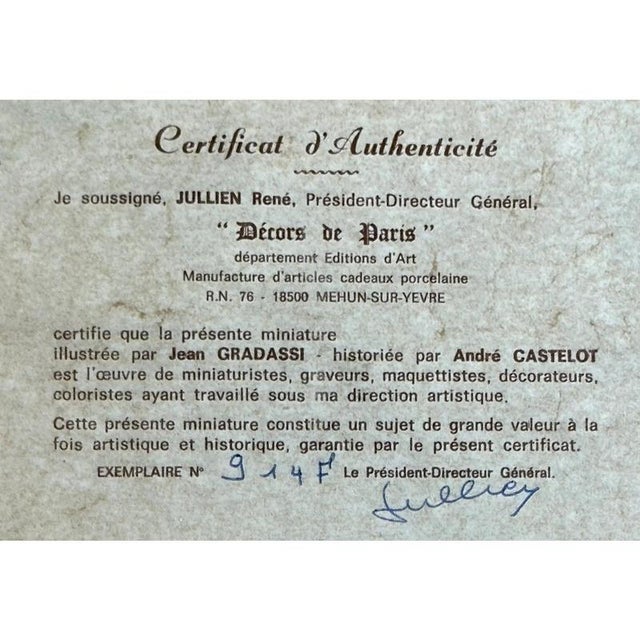 Certificat d'Authenticité
Je soussigné, JULLIEN René, Président-Directeur Général,
" Décors de Paris "
département Editions d'Art
Manufacture d'articles cadeaux porcelaine
R.N. 76 - 18500 MEHUN-SUR-YEVRE
certifie que la présente miniature
illustrée par Jean GRADASSI - historiée par André CASTELOT
est l'œuvre de miniaturistes, graveurs, maquettistes, décorateurs,
coloristes ayant travaillé sous ma direction artistique.
Cette présente miniature constitue un sujet de grande valeur à la
fois artistique et historique, garantie par le présent certificat.
EXEMPLAIRE N° 9147 Le Président-Directeur Général.